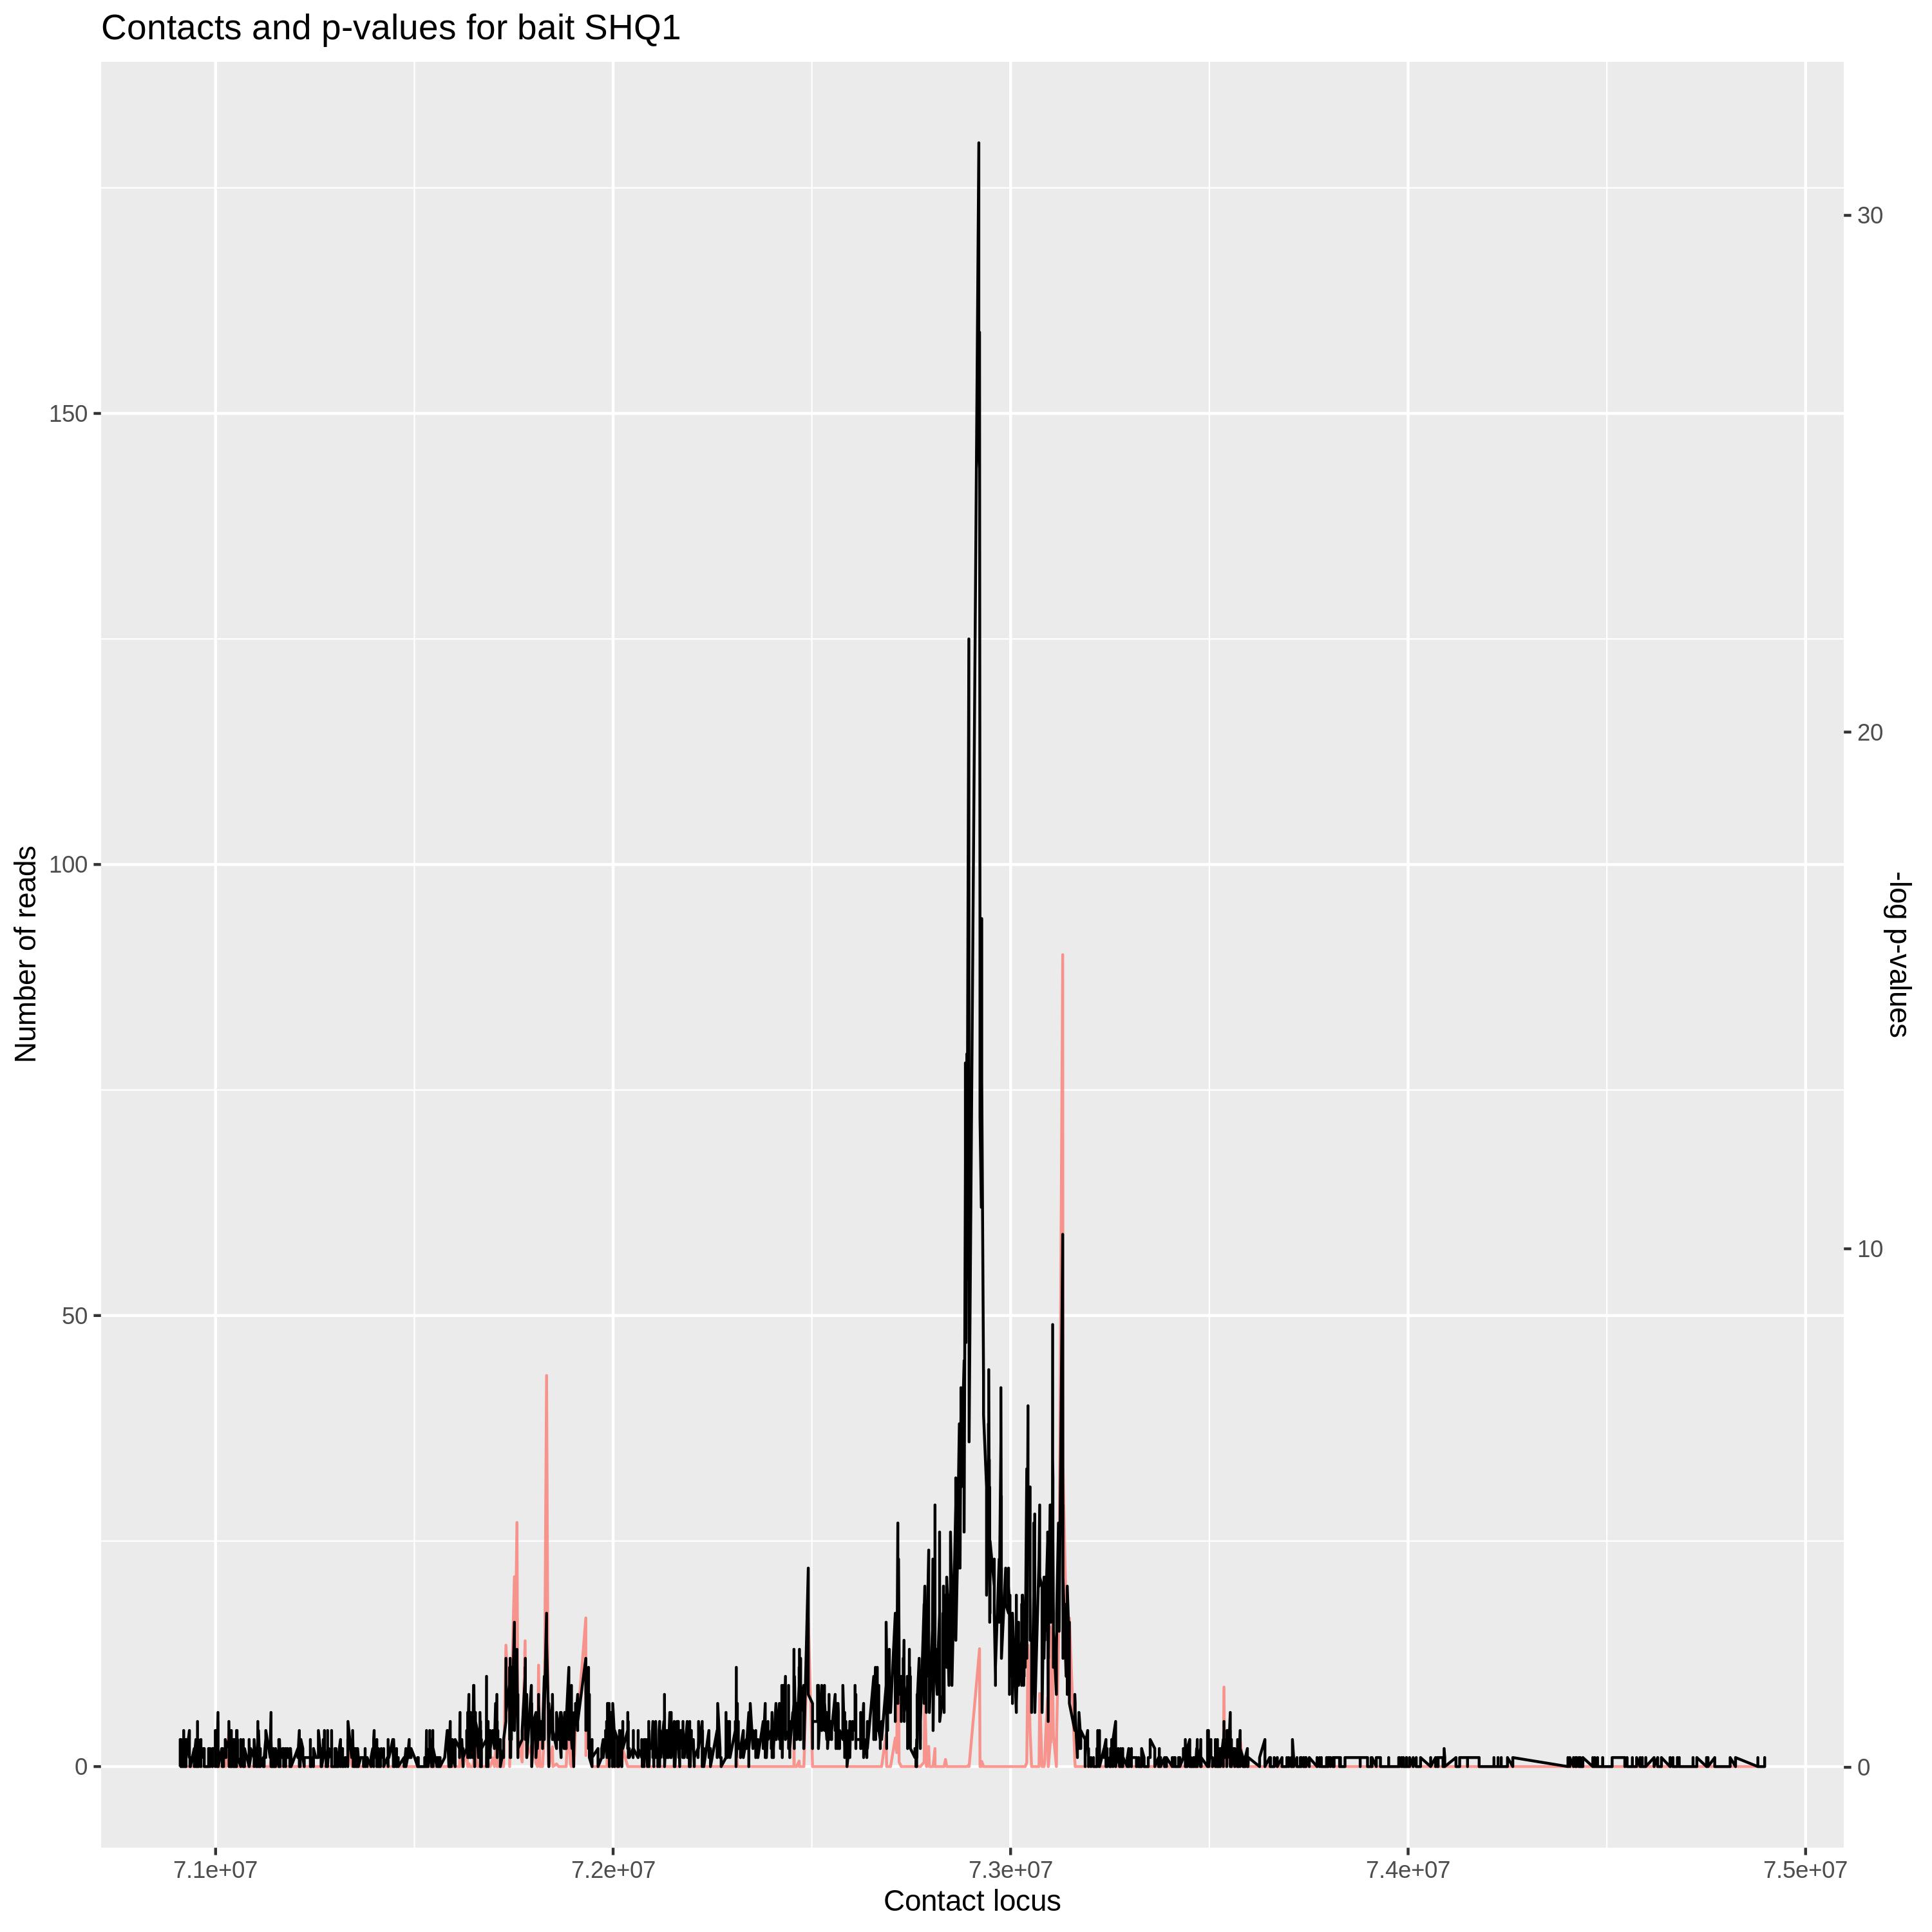 Contacts and p-values for bait SHQ1
Number of reads
150
100
50
0
30
20
10
0
-log p-values
7.1e+07
7.2e+07
7.3e+07
7.4e+07
7.5e+07
Contact locus